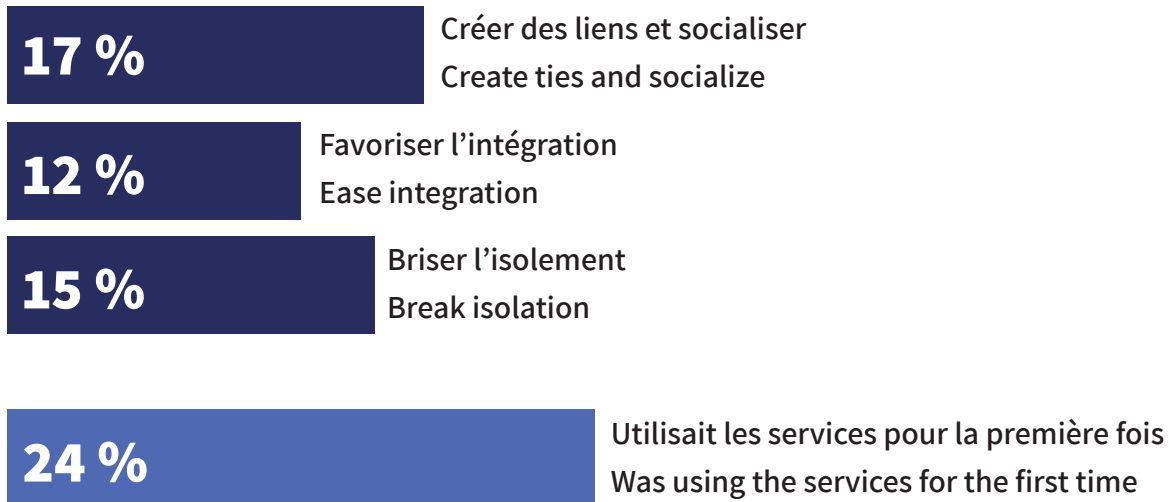 17 %
Créer des liens et socialiser
Create ties and socialize
12 %
Favoriser l’intégration
Ease integration
15 %
Briser l’isolement
Break isolation
24 %
Utilisait les services pour la première fois
Was using the services for the first time